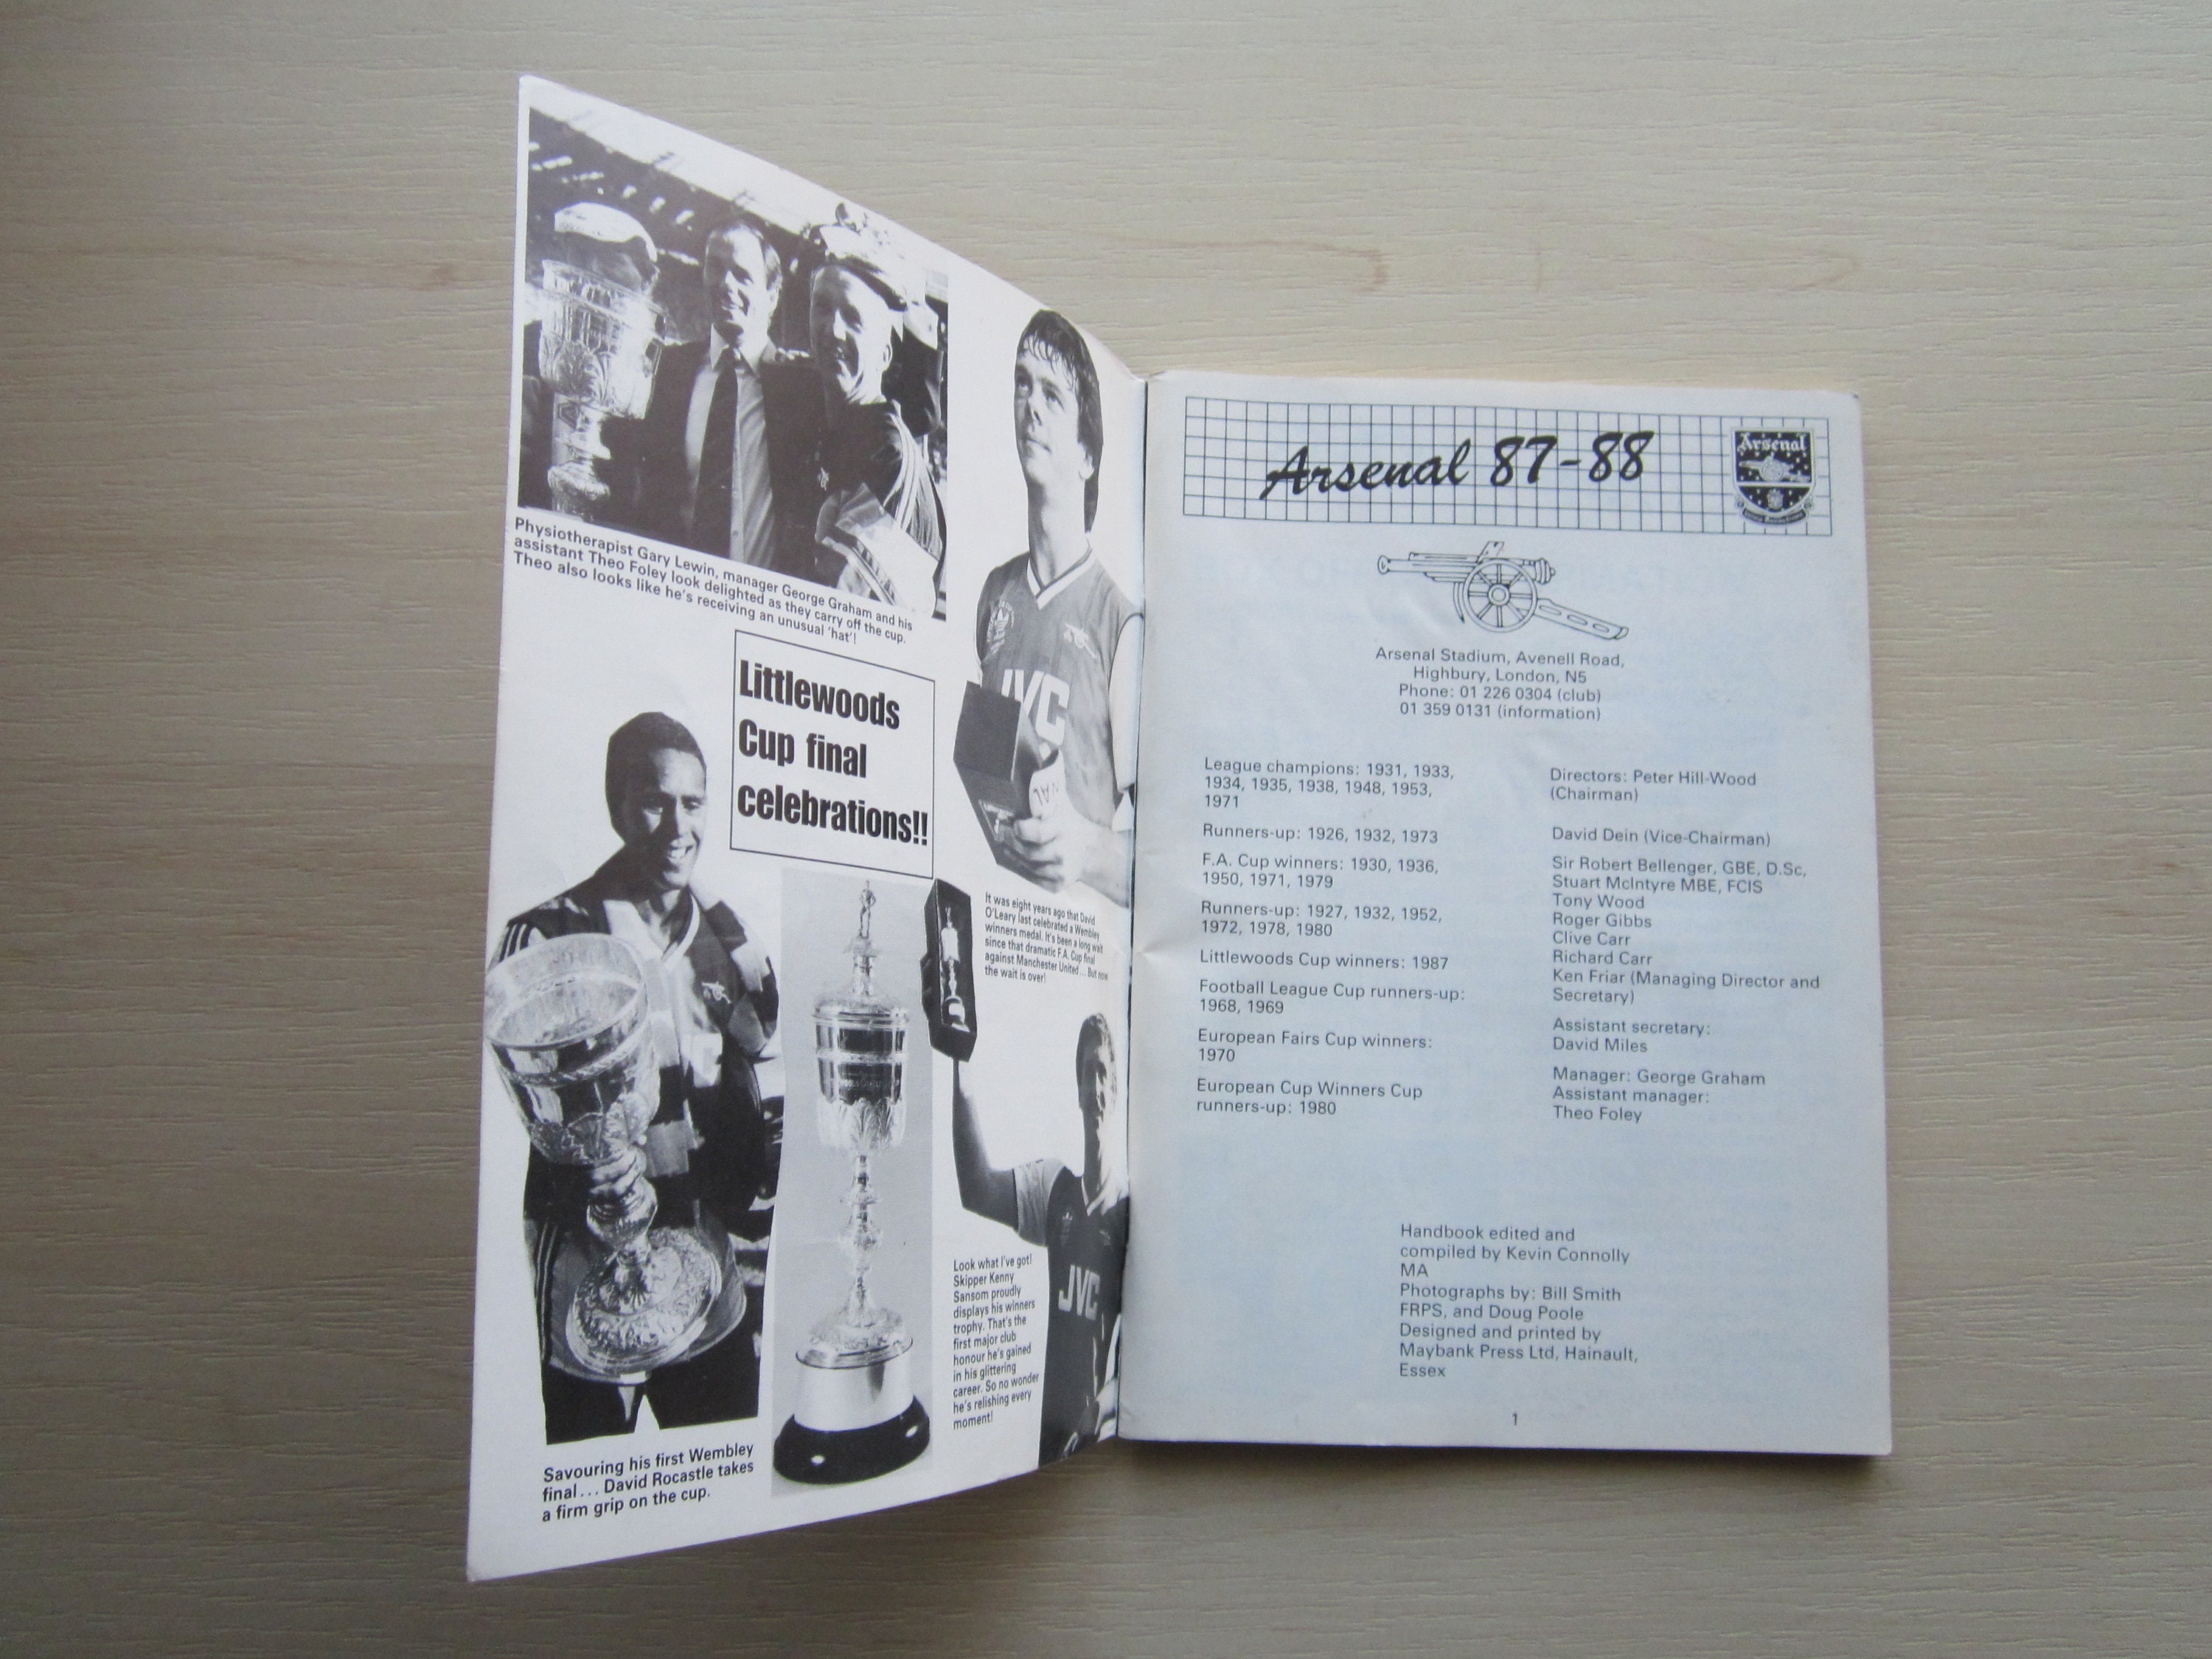 Physiotherapist Gary Lewin, manager George Graham and his
assistant Theo Foley look delighted as they carry off the cup.
Theo also looks like he's receiving an unusual 'hat'!
Littlewoods
Cup final
celebrations!!
JVC
It was eight years ago that David
O'Leary last celebrated a Wembley
winners medal. It's been a long wait
since that dramatic F.A. Cup final
against Manchester United... But now
the wait is over!
Look what I've got!
Skipper Kenny
Sansom proudly
displays his winners
trophy. That's the
first major club
honour he's gained
in his glittering
career. So no wonder
he's relishing every
moment!
JVC
Savouring his first Wembley
final... David Rocastle takes
a firm grip on the cup.
Arsenal 87-88
Arsenal
Arsenal Stadium, Avenell Road,
Highbury, London, N5
Phone: 01 226 0304 (club)
01 359 0131 (information)
League champions: 1931, 1933,
1934, 1935, 1938, 1948, 1953,
1971
Runners-up: 1926, 1932, 1973
F.A. Cup winners: 1930, 1936,
1950, 1971, 1979
Runners-up: 1927, 1932, 1952,
1972, 1978, 1980
Littlewoods Cup winners: 1987
Football League Cup runners-up:
1968, 1969
European Fairs Cup winners:
1970
European Cup Winners Cup
runners-up: 1980
Directors: Peter Hill-Wood
(Chairman)
David Dein (Vice-Chairman)
Sir Robert Bellenger, GBE, D.Sc,
Stuart McIntyre MBE, FCIS
Tony Wood
Roger Gibbs
Clive Carr
Richard Carr
Ken Friar (Managing Director and
Secretary)
Assistant secretary:
David Miles
Manager: George Graham
Assistant manager:
Theo Foley
Handbook edited and
compiled by Kevin Connolly
MA
Photographs by: Bill Smith
FRPS, and Doug Poole
Designed and printed by
Maybank Press Ltd, Hainault,
Essex
1